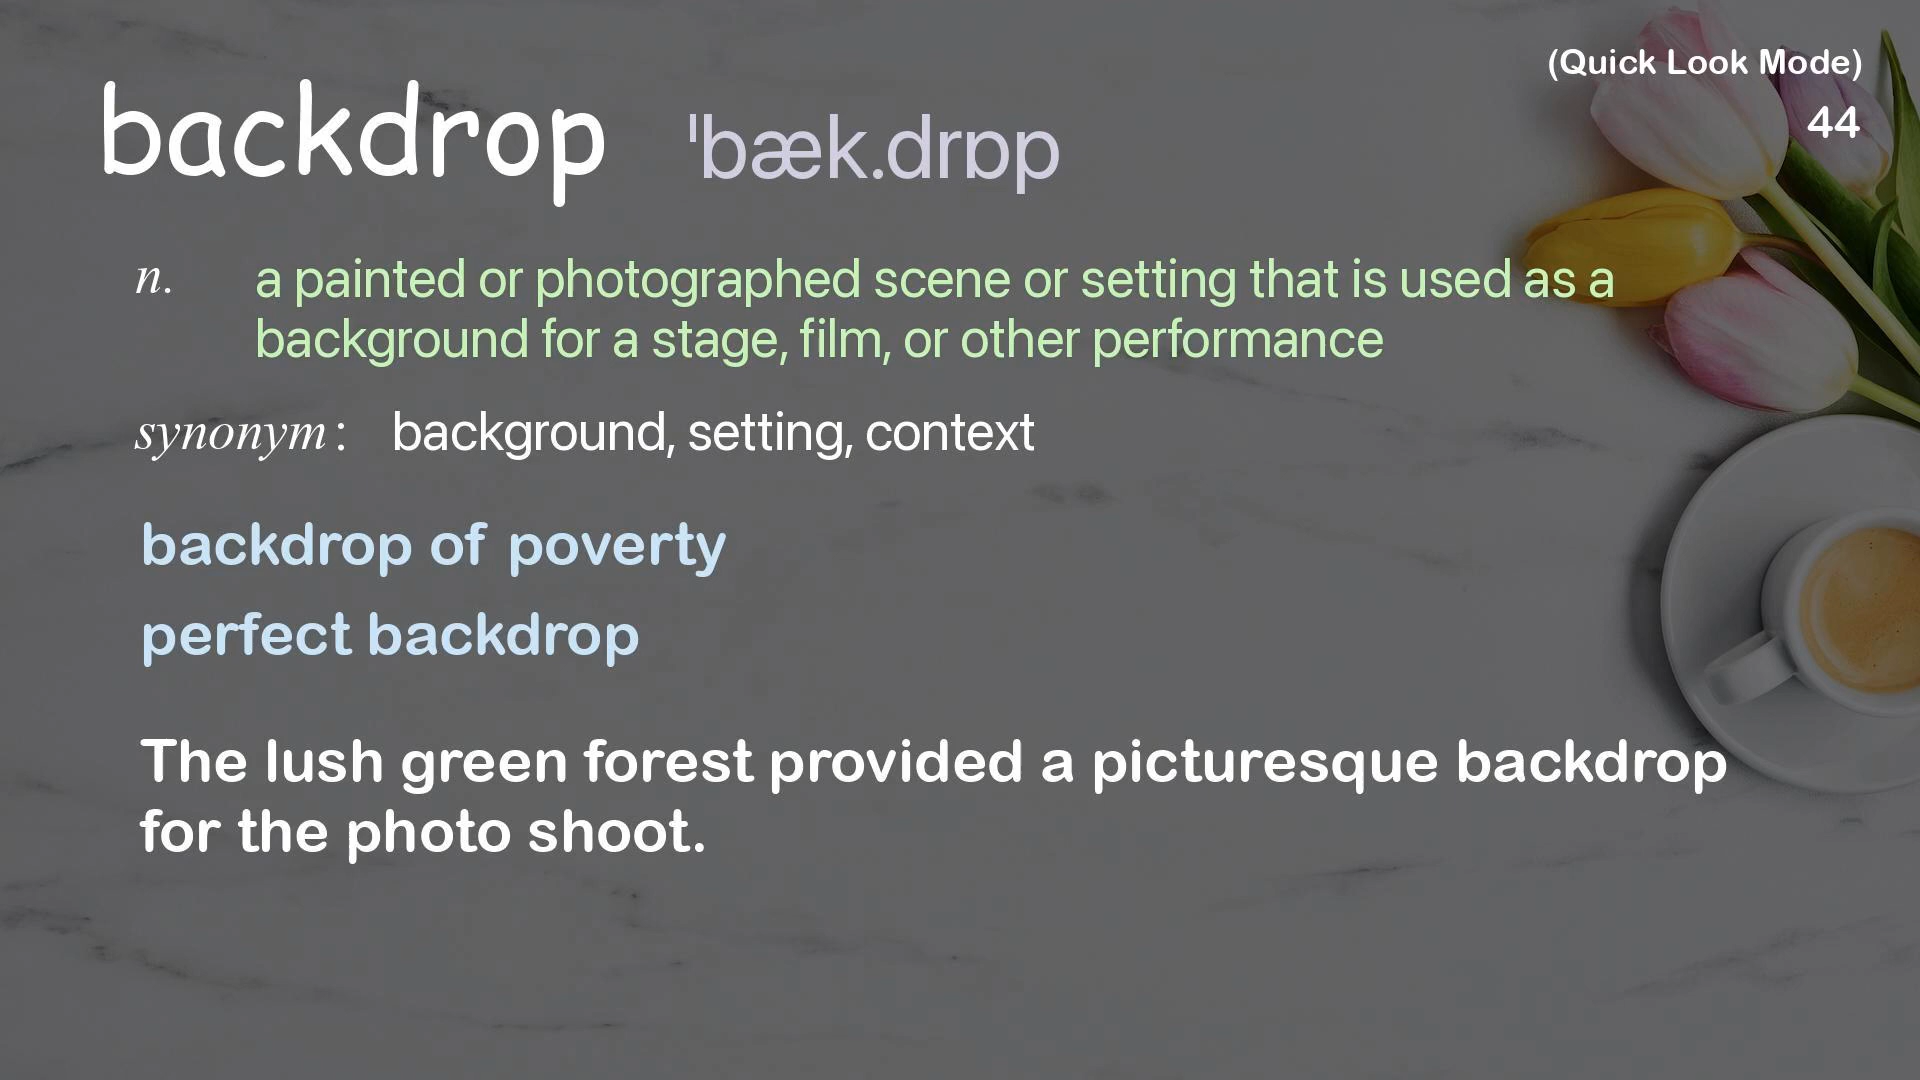 (Quick Look Mode)
44
backdrop ˈbæk.drɒp
n. a painted or photographed scene or setting that is used as a
background for a stage, film, or other performance
synonym: background, setting, context
backdrop of poverty
perfect backdrop
The lush green forest provided a picturesque backdrop
for the photo shoot.